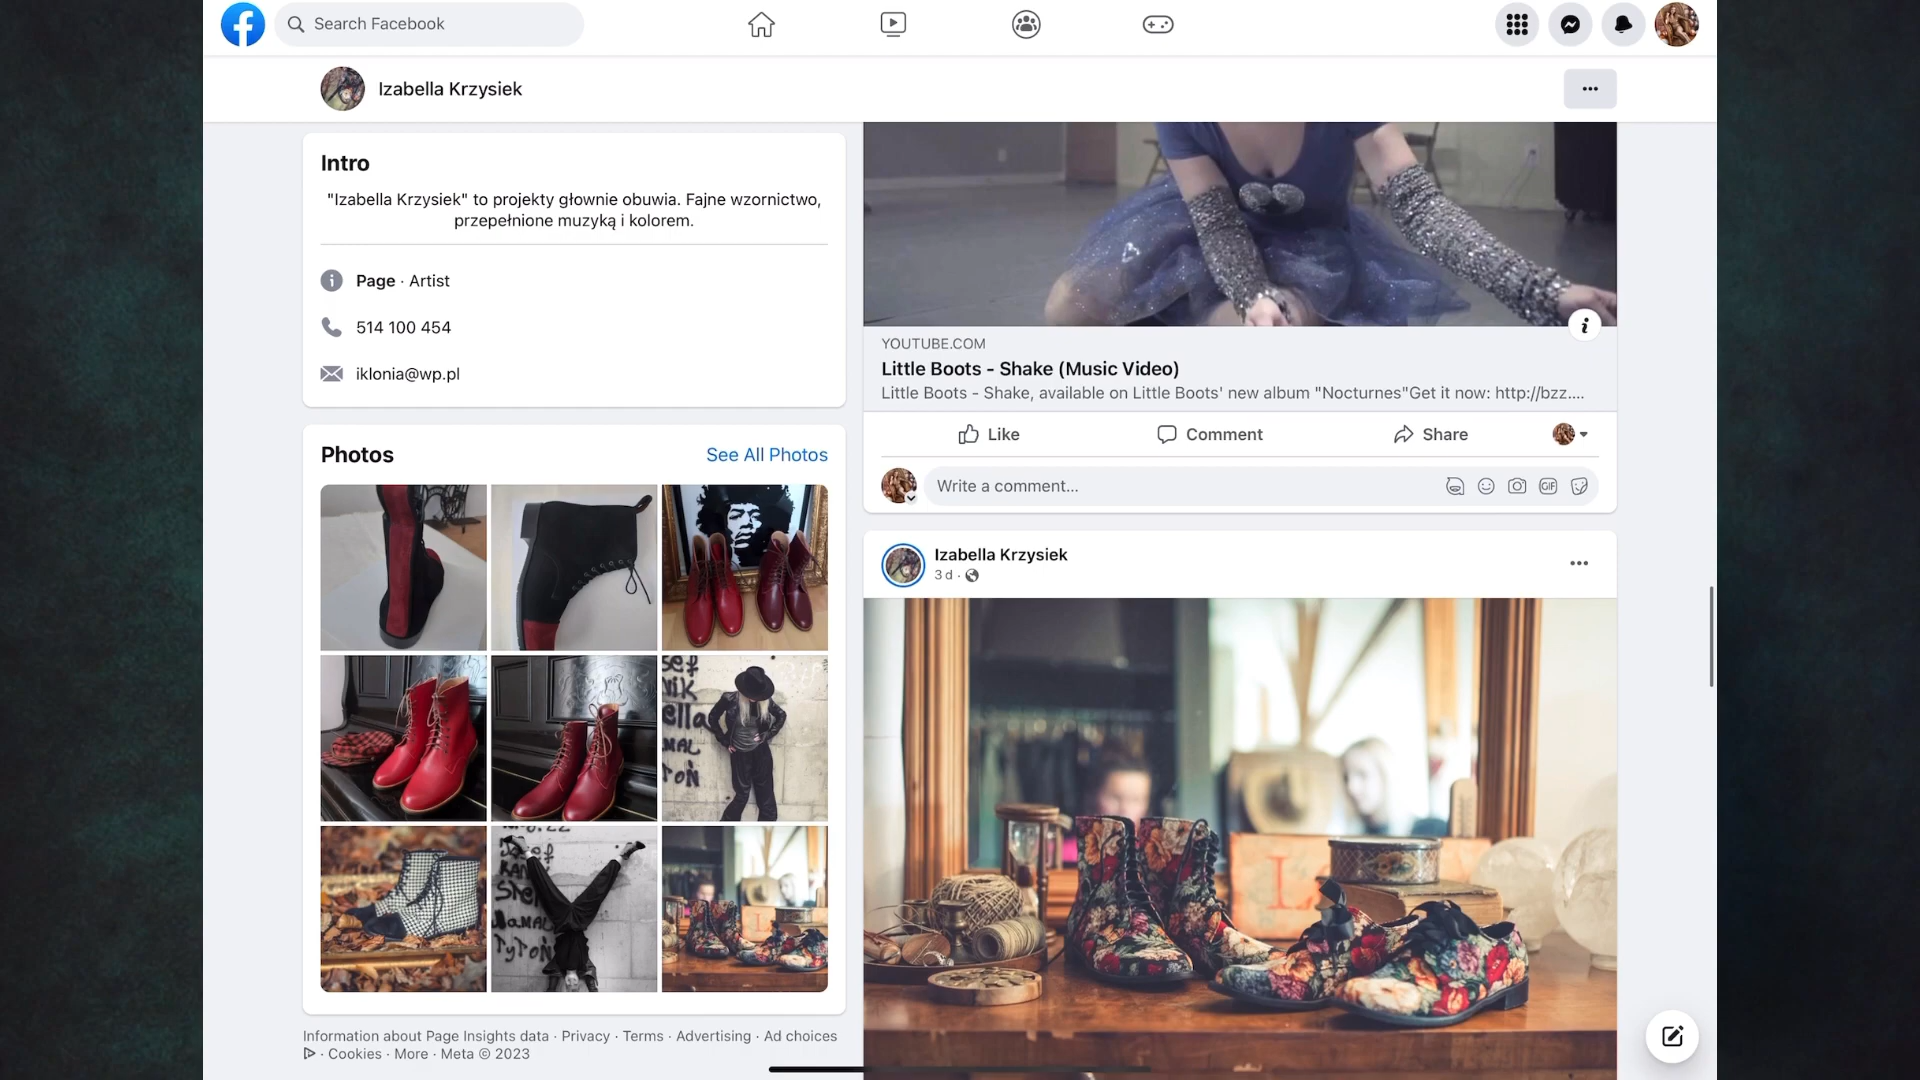 Search Facebook
Izabella Krzysiek
Intro
"Izabella Krzysiek" to projekty głownie obuwia. Fajne wzornictwo,
przepełnione muzyką i kolorem.
Page · Artist
514 100 454
iklonia@wp.pl
Photos
See All Photos
Information about Page Insights data · Privacy · Terms · Advertising · Ad choices
· Cookies · More · Meta © 2023
YOUTUBE.COM
Little Boots - Shake (Music Video)
Little Boots - Shake, available on Little Boots' new album "Nocturnes"Get it now: http://bzz....
Like
Comment
Share
Write a comment...
GIF
Izabella Krzysiek
3 d ·
L